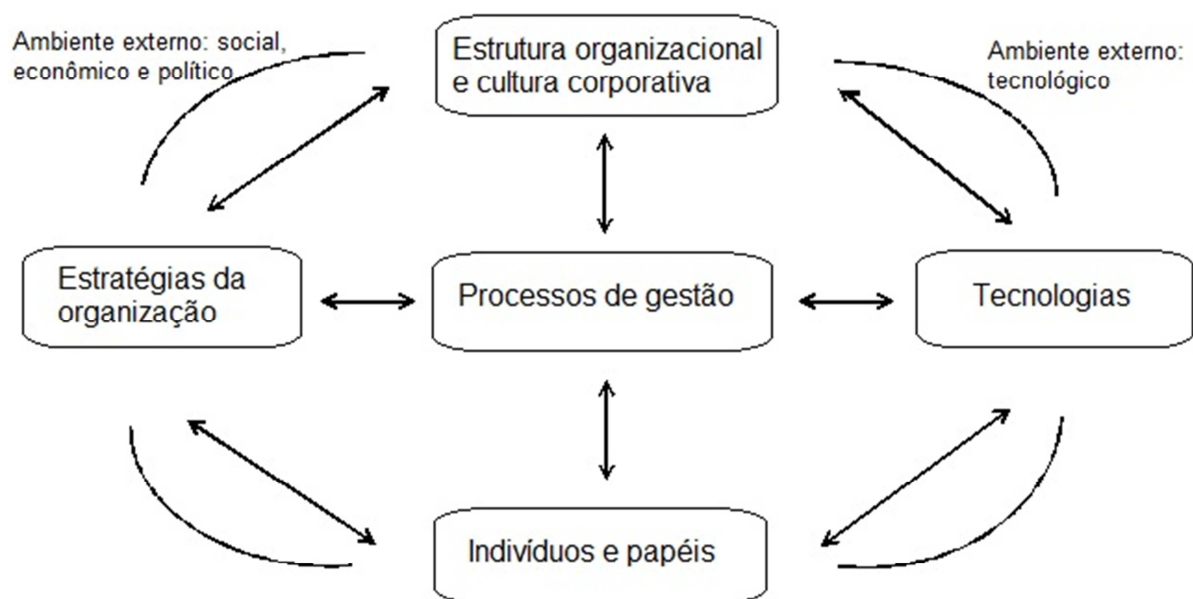 Ambiente externo: social,
econômico e político
Estrutura organizacional
e cultura corporativa
Ambiente externo:
tecnológico
Estratégias da
organização
Processos de gestão
Tecnologias
Indivíduos e papéis